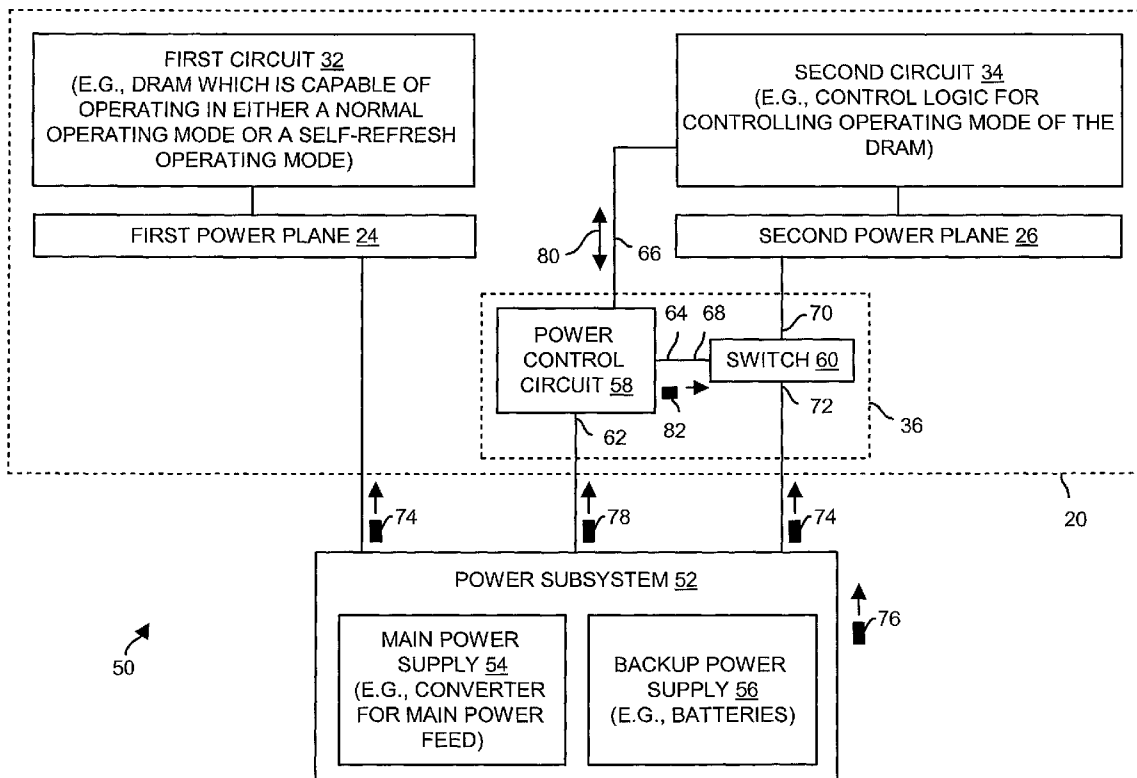 FIRST CIRCUIT 32
(E.G., DRAM WHICH IS CAPABLE OF
OPERATING IN EITHER A NORMAL
OPERATING MODE OR A SELF-REFRESH
OPERATING MODE)
SECOND CIRCUIT 34
(E.G., CONTROL LOGIC FOR
CONTROLLING OPERATING MODE OF THE
DRAM)
FIRST POWER PLANE 24
SECOND POWER PLANE 26
80
66
70
POWER
CONTROL
CIRCUIT 58
64
68
SWITCH 60
82
72
62
36
20
74
78
74
POWER SUBSYSTEM 52
76
MAIN POWER
SUPPLY 54
(E.G., CONVERTER
FOR MAIN POWER
FEED)
BACKUP POWER
SUPPLY 56
(E.G., BATTERIES)
50